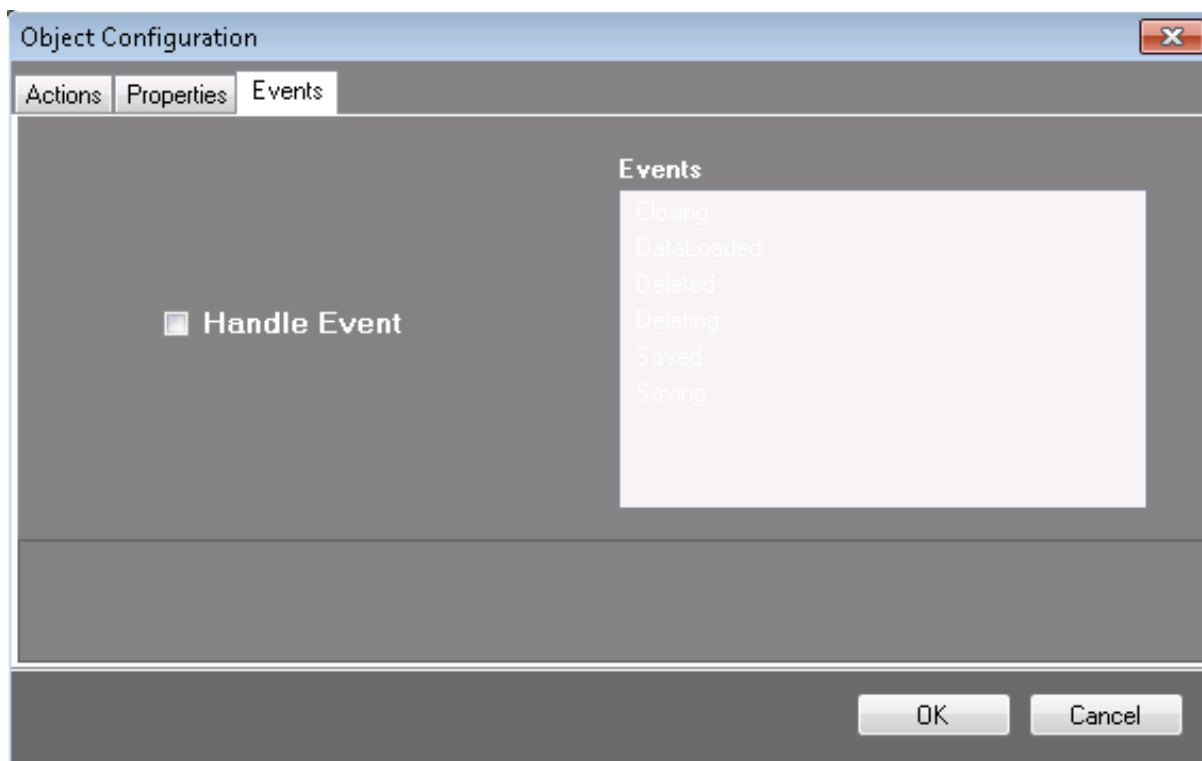 Object Configuration
Actions Properties Events
Events
Closing
DataLoaded
Deleted
Deleting
Saved
Saving
Handle Event
OK Cancel